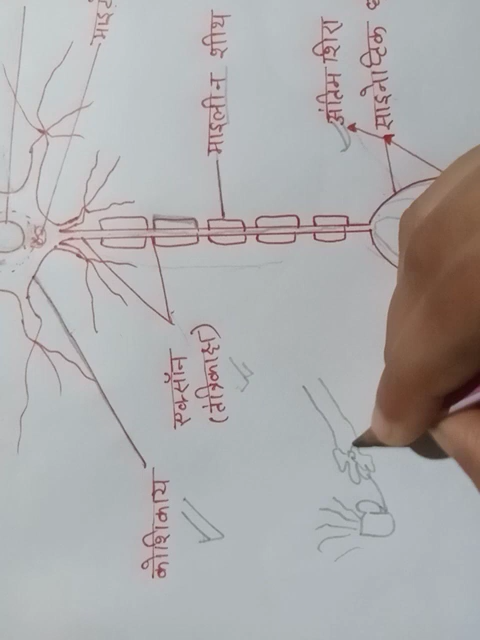 माइलीन शीथ
अंतिम शिरा
साइनेप्टिक
एक्सॉन
(तंत्रिकाक्ष)
कोशिकाय